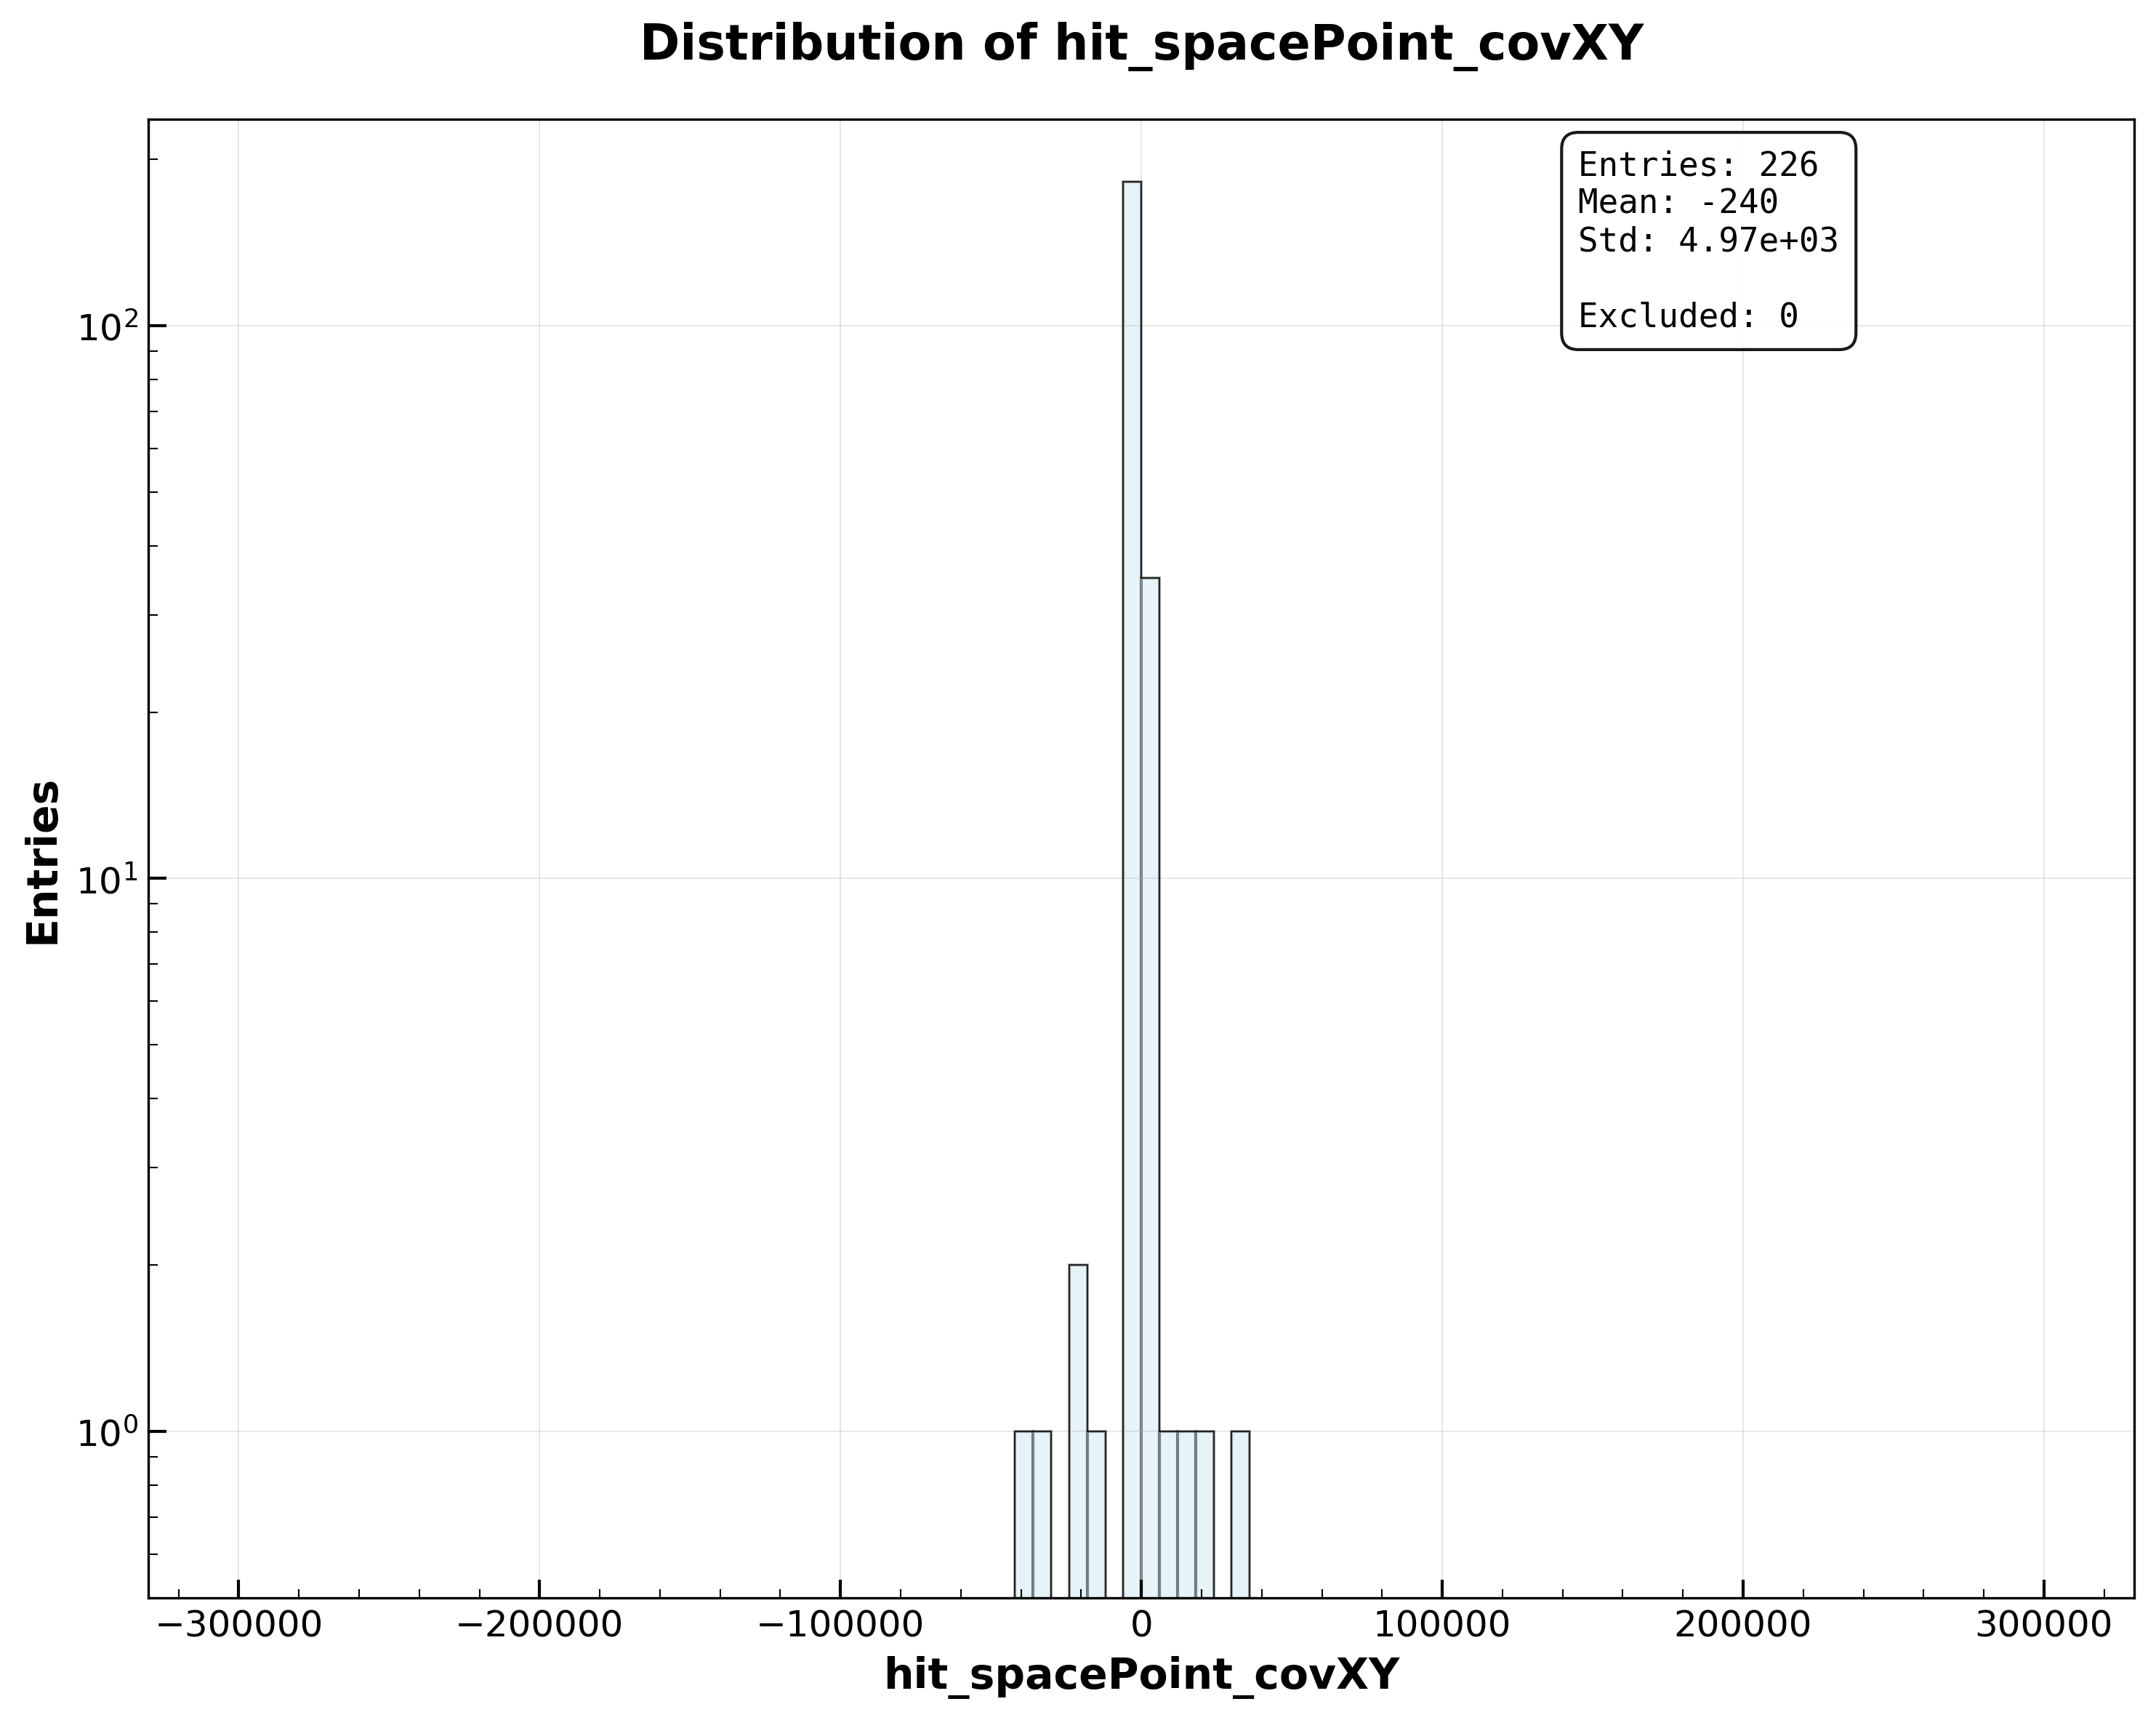 Distribution of hit_spacePoint_covXY
Entries: 226
Mean: -240
Std: 4.97e+03
Excluded: 0
Entries
10²
10¹
10⁰
−300000 −200000 −100000 0 100000 200000 300000
hit_spacePoint_covXY